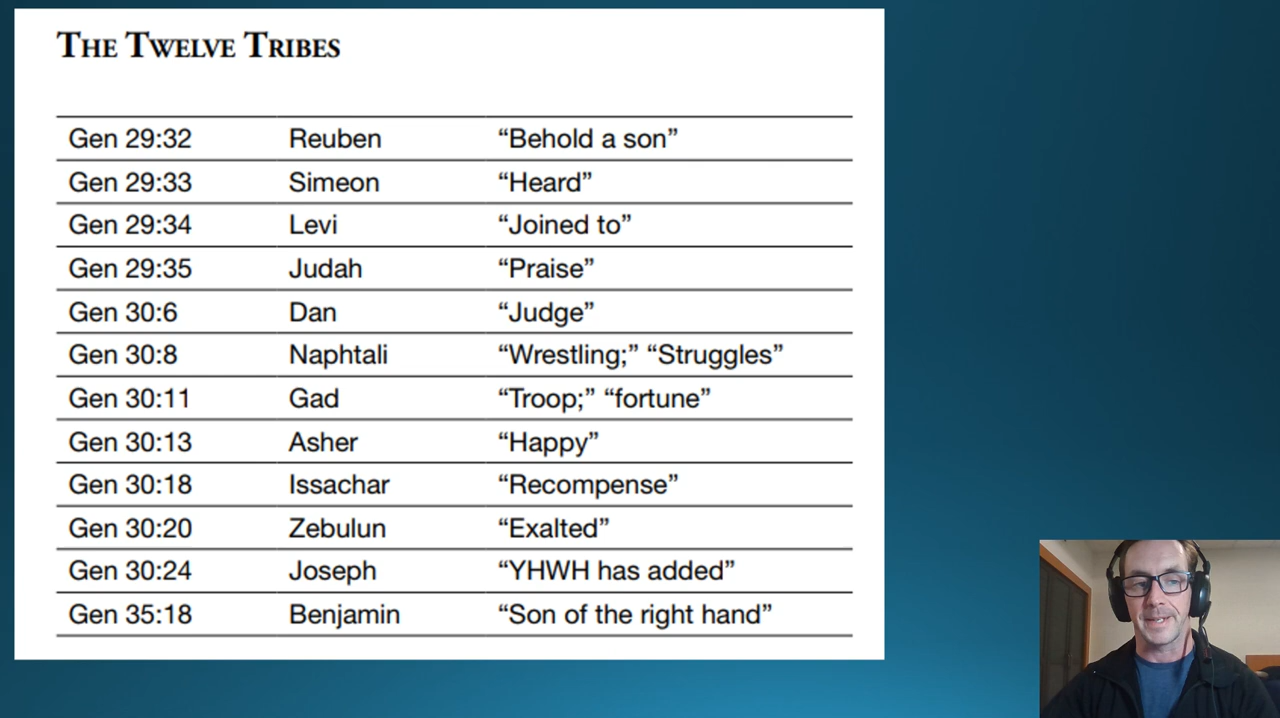 THE TWELVE TRIBES
Gen 29:32 Reuben “Behold a son”
Gen 29:33 Simeon “Heard”
Gen 29:34 Levi “Joined to”
Gen 29:35 Judah “Praise”
Gen 30:6 Dan “Judge”
Gen 30:8 Naphtali “Wrestling;” “Struggles”
Gen 30:11 Gad “Troop;” “fortune”
Gen 30:13 Asher “Happy”
Gen 30:18 Issachar “Recompense”
Gen 30:20 Zebulun “Exalted”
Gen 30:24 Joseph “YHWH has added”
Gen 35:18 Benjamin “Son of the right hand”